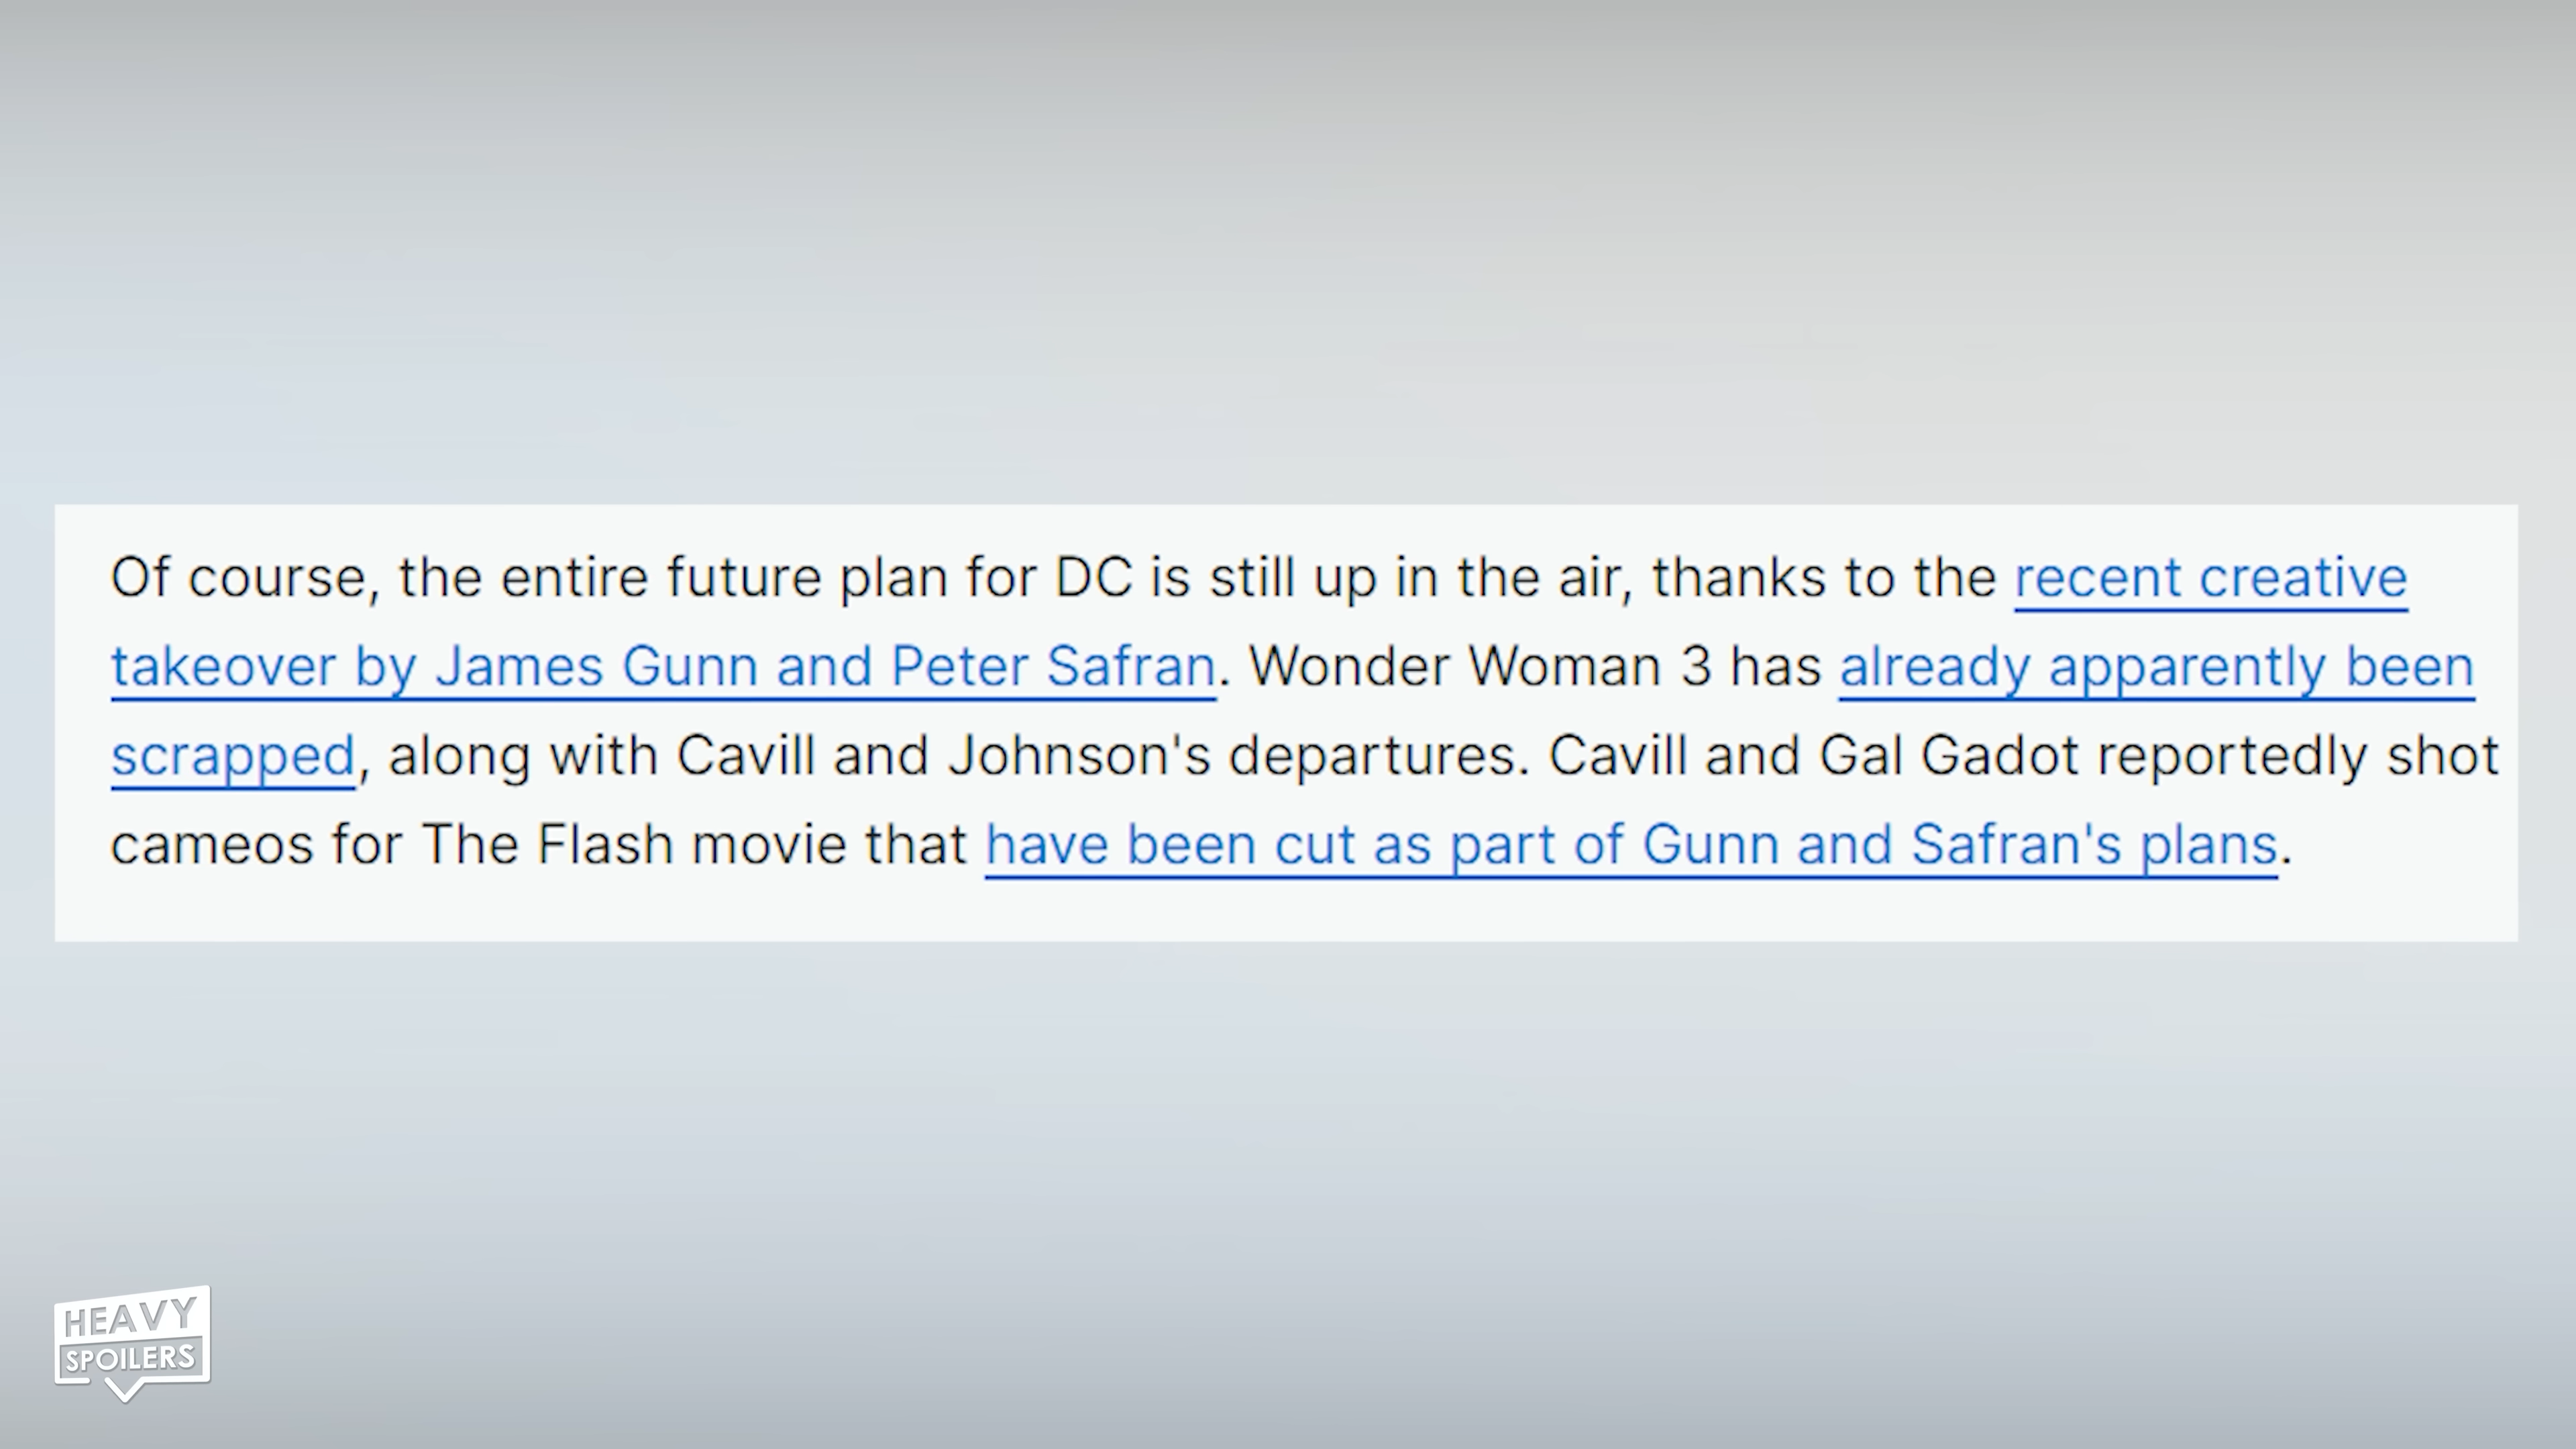 Of course, the entire future plan for DC is still up in the air, thanks to the recent creative
takeover by James Gunn and Peter Safran. Wonder Woman 3 has already apparently been
scrapped, along with Cavill and Johnson's departures. Cavill and Gal Gadot reportedly shot
cameos for The Flash movie that have been cut as part of Gunn and Safran's plans.
HEAVY
SPOILERS